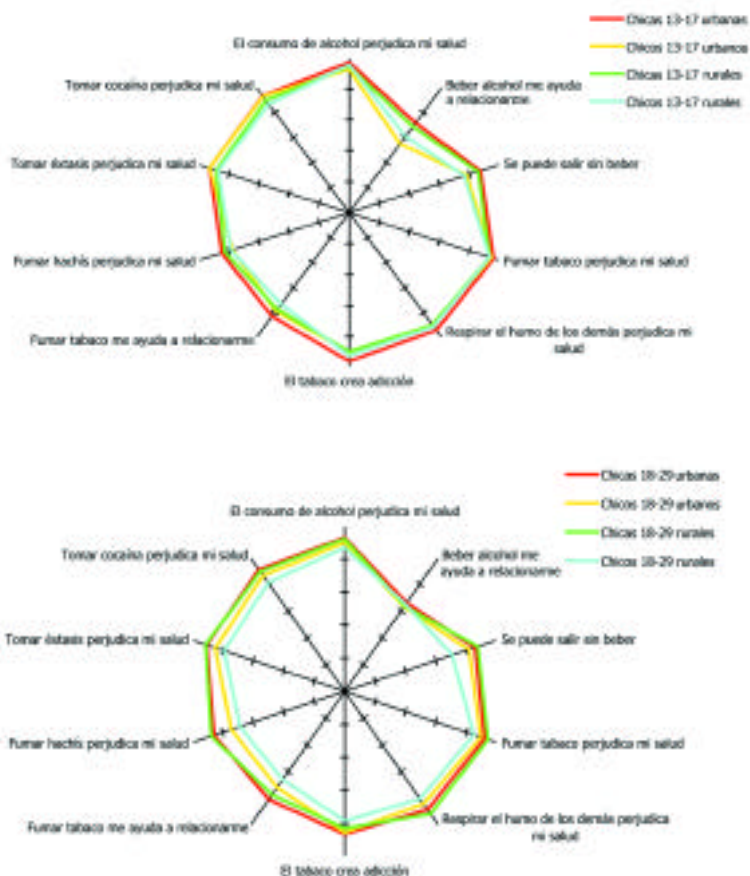 Chicas 13-17 urbanas
Chicos 13-17 urbanos
Chicas 13-17 rurales
Chicos 13-17 rurales
El consumo de alcohol perjudica mi salud
Tomar cocaína perjudica mi salud
Beber alcohol me ayuda
a relacionarme
Tomar éxtasis perjudica mi salud
Se puede salir sin beber
Fumar hachís perjudica mi salud
Fumar tabaco perjudica mi salud
Fumar tabaco me ayuda a relacionarme
Respirar el humo de los demás perjudica mi
salud
El tabaco crea adicción
Chicas 18-29 urbanas
Chicos 18-29 urbanos
Chicas 18-29 rurales
Chicos 18-29 rurales
El consumo de alcohol perjudica mi salud
Tomar cocaína perjudica mi salud
Beber alcohol me
ayuda a relacionarme
Tomar éxtasis perjudica mi salud
Se puede salir sin beber
Fumar hachís perjudica mi salud
Fumar tabaco perjudica mi salud
Fumar tabaco me ayuda a relacionarme
Respirar el humo de los demás perjudica
mi salud
El tabaco crea adicción